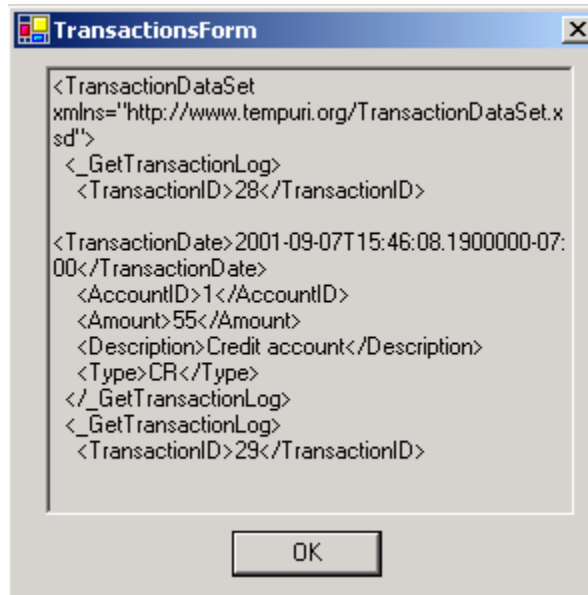 TransactionsForm
<TransactionDataSet
xmlns="http://www.tempuri.org/TransactionDataSet.x
sd">
<_GetTransactionLog>
<TransactionID>28</TransactionID>
<TransactionDate>2001-09-07T15:46:08.1900000-07:
00</TransactionDate>
<AccountID>1</AccountID>
<Amount>55</Amount>
<Description>Credit account</Description>
<Type>CR</Type>
</_GetTransactionLog>
<_GetTransactionLog>
<TransactionID>29</TransactionID>
OK